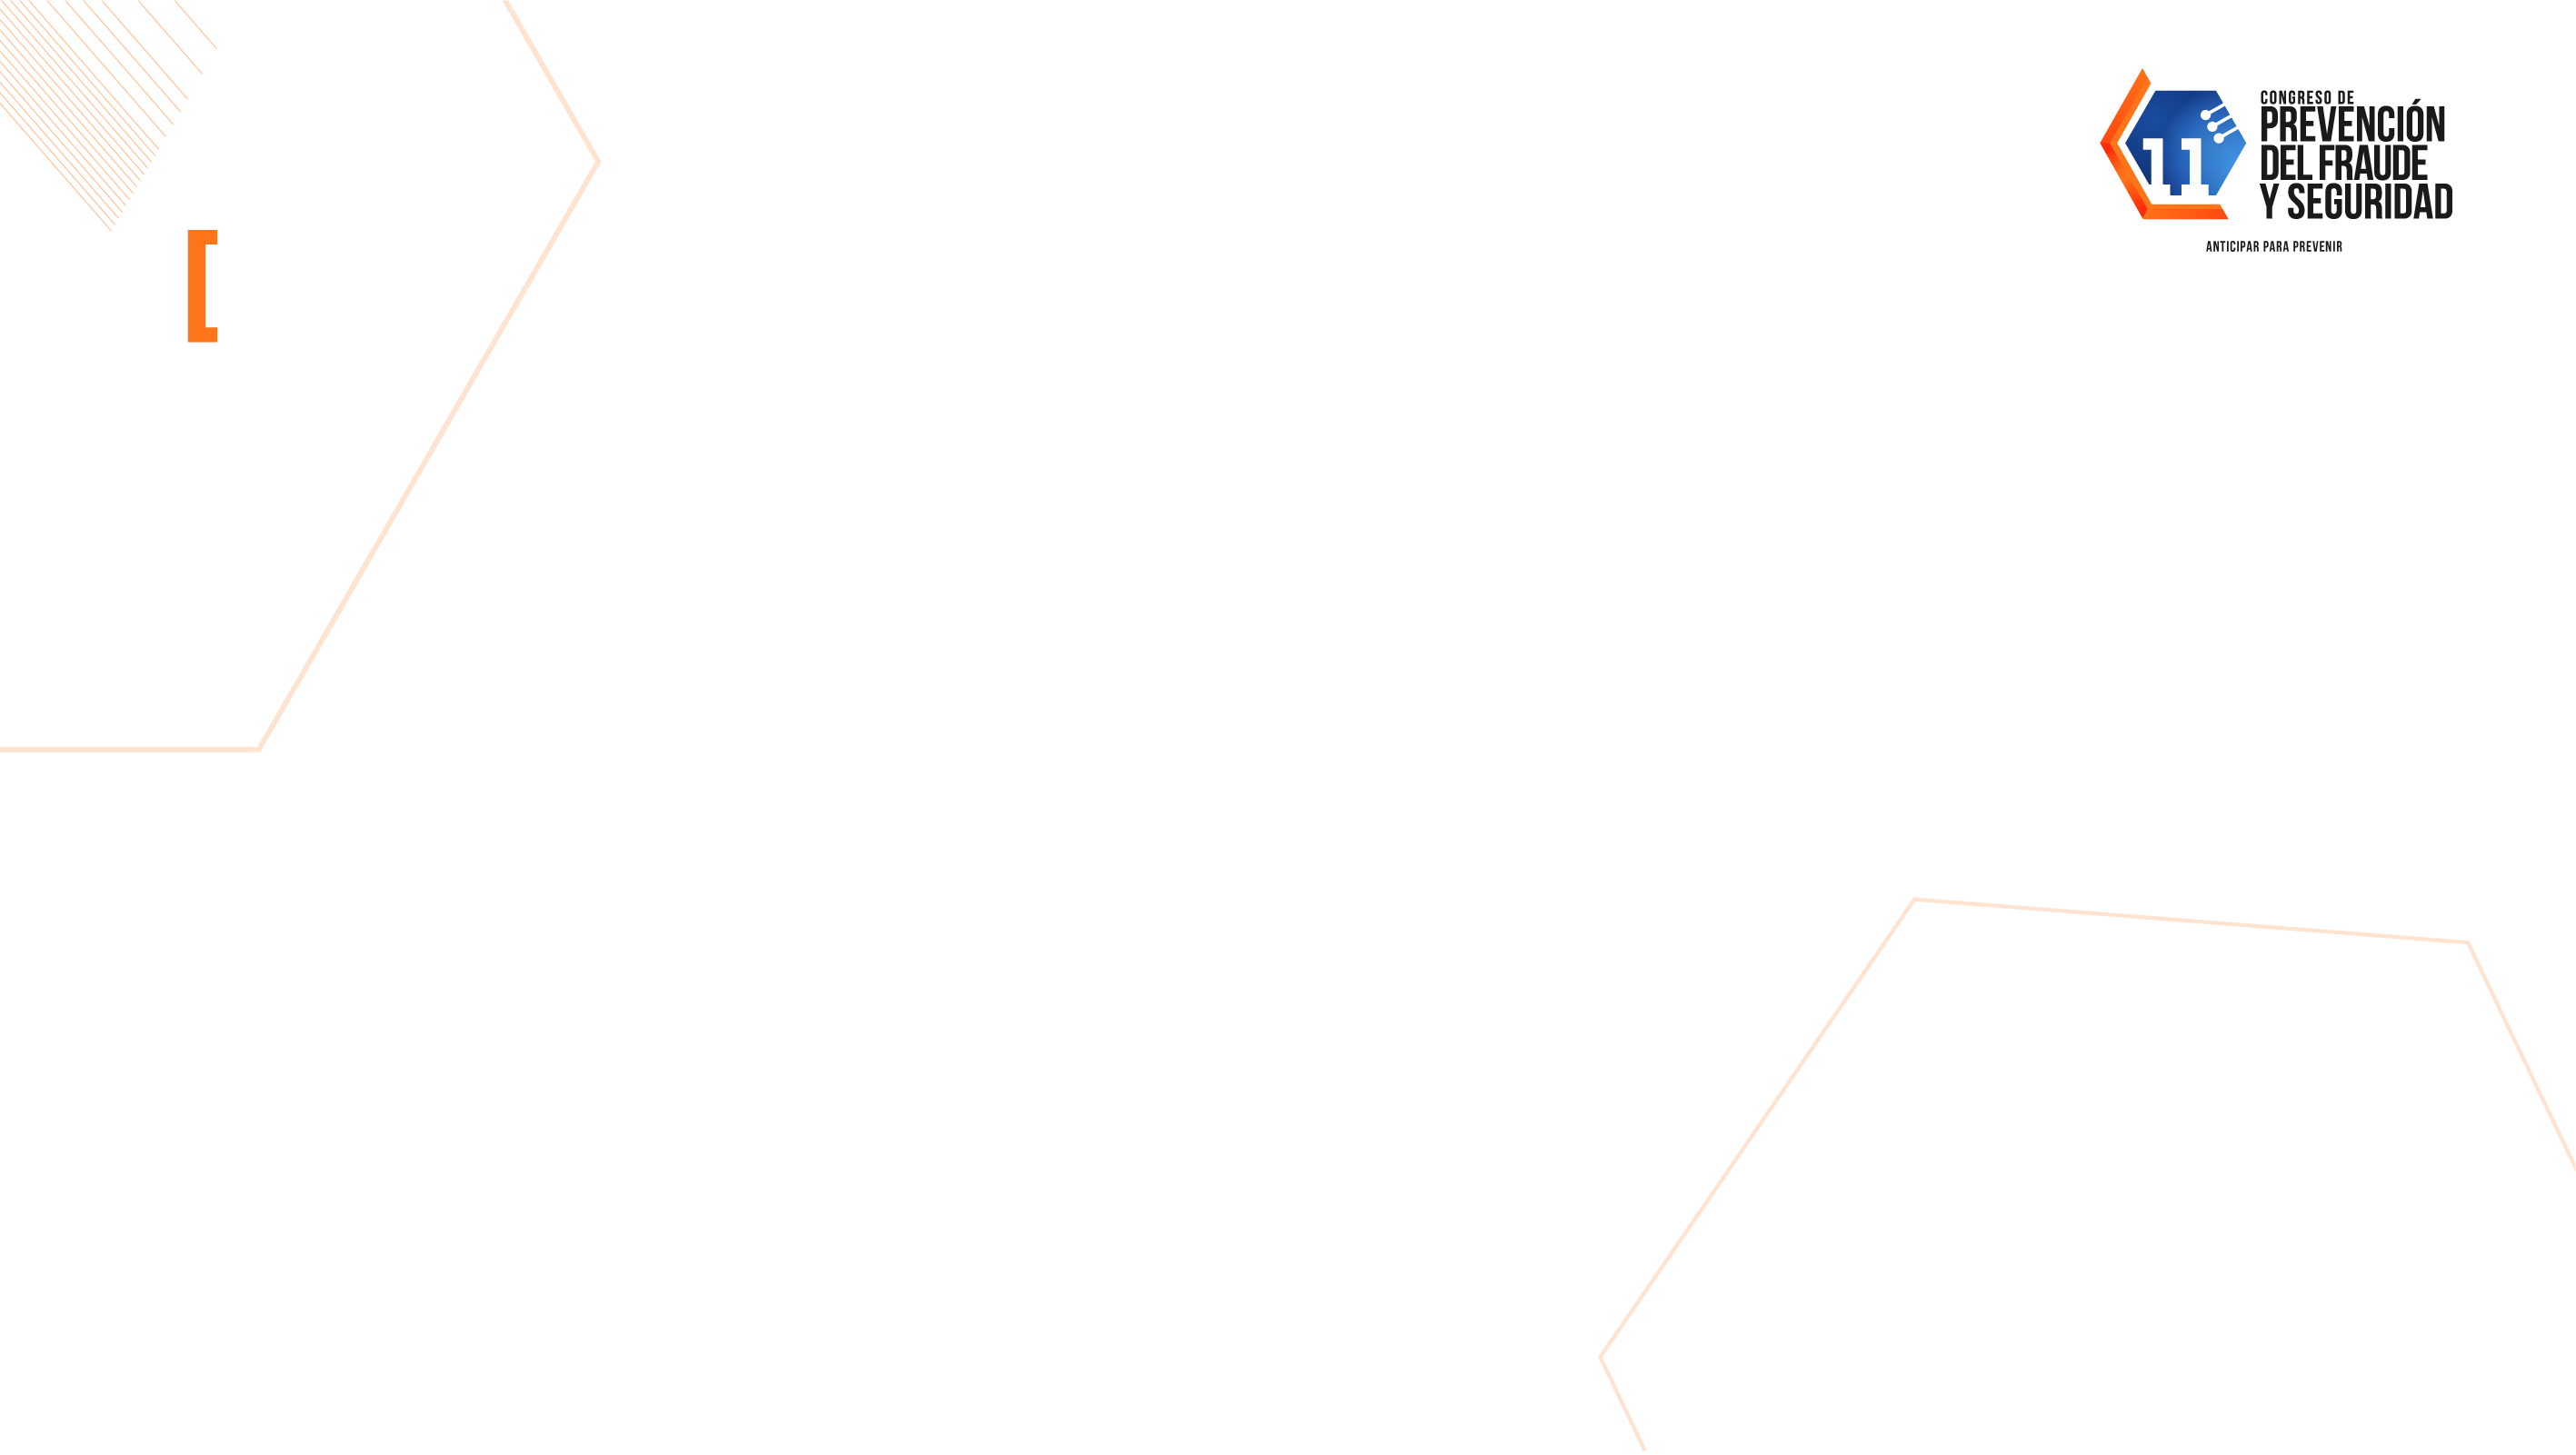 [
11
CONGRESO DE
PREVENCIÓN
DEL FRAUDE
Y SEGURIDAD
ANTICIPAR PARA PREVENIR